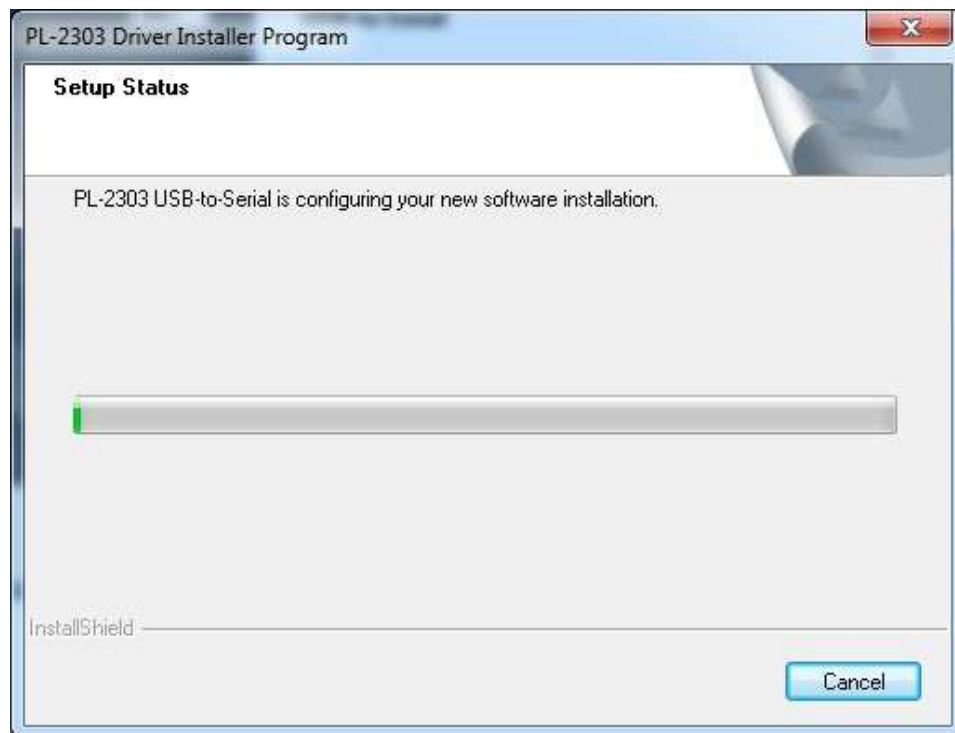 PL-2303 Driver Installer Program
Setup Status
PL-2303 USB-to-Serial is configuring your new software installation.
InstallShield
Cancel